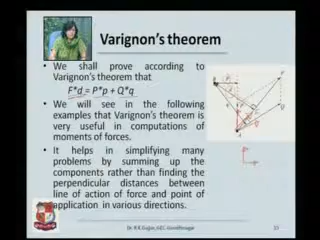 Varignon's theorem
• We shall prove according to
Varignon's theorem that
F*d = P*p + Q*q
• We will see in the following
examples that Varignon's theorem is
very useful in computations of
moments of forces.
• It helps in simplifying many
problems by summing up the
components rather than finding the
perpendicular distances between
line of action of force and point of
application in various directions.